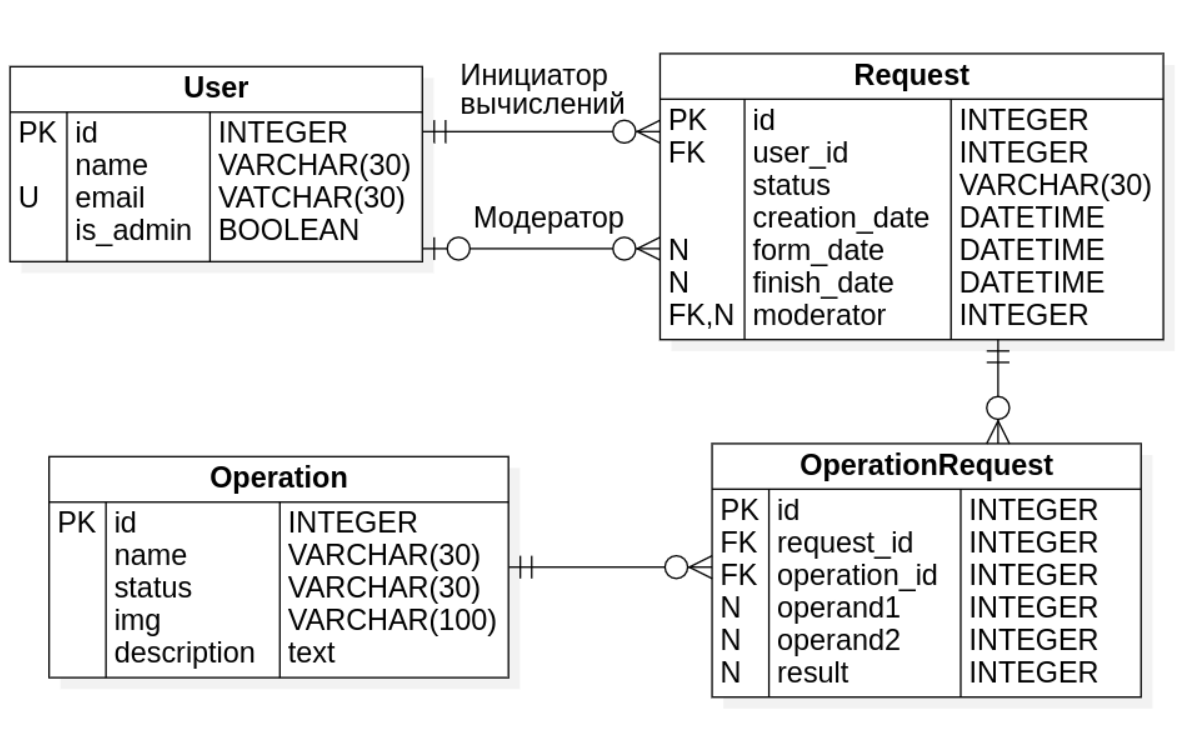 User
PK id INTEGER
name VARCHAR(30)
U email VATCHAR(30)
is_admin BOOLEAN
Инициатор
вычислений
Модератор
Request
PK id INTEGER
FK user_id INTEGER
status VARCHAR(30)
creation_date DATETIME
N form_date DATETIME
N finish_date DATETIME
FK,N moderator INTEGER
Operation
PK id INTEGER
name VARCHAR(30)
status VARCHAR(30)
img VARCHAR(100)
description text
OperationRequest
PK id INTEGER
FK request_id INTEGER
FK operation_id INTEGER
N operand1 INTEGER
N operand2 INTEGER
N result INTEGER